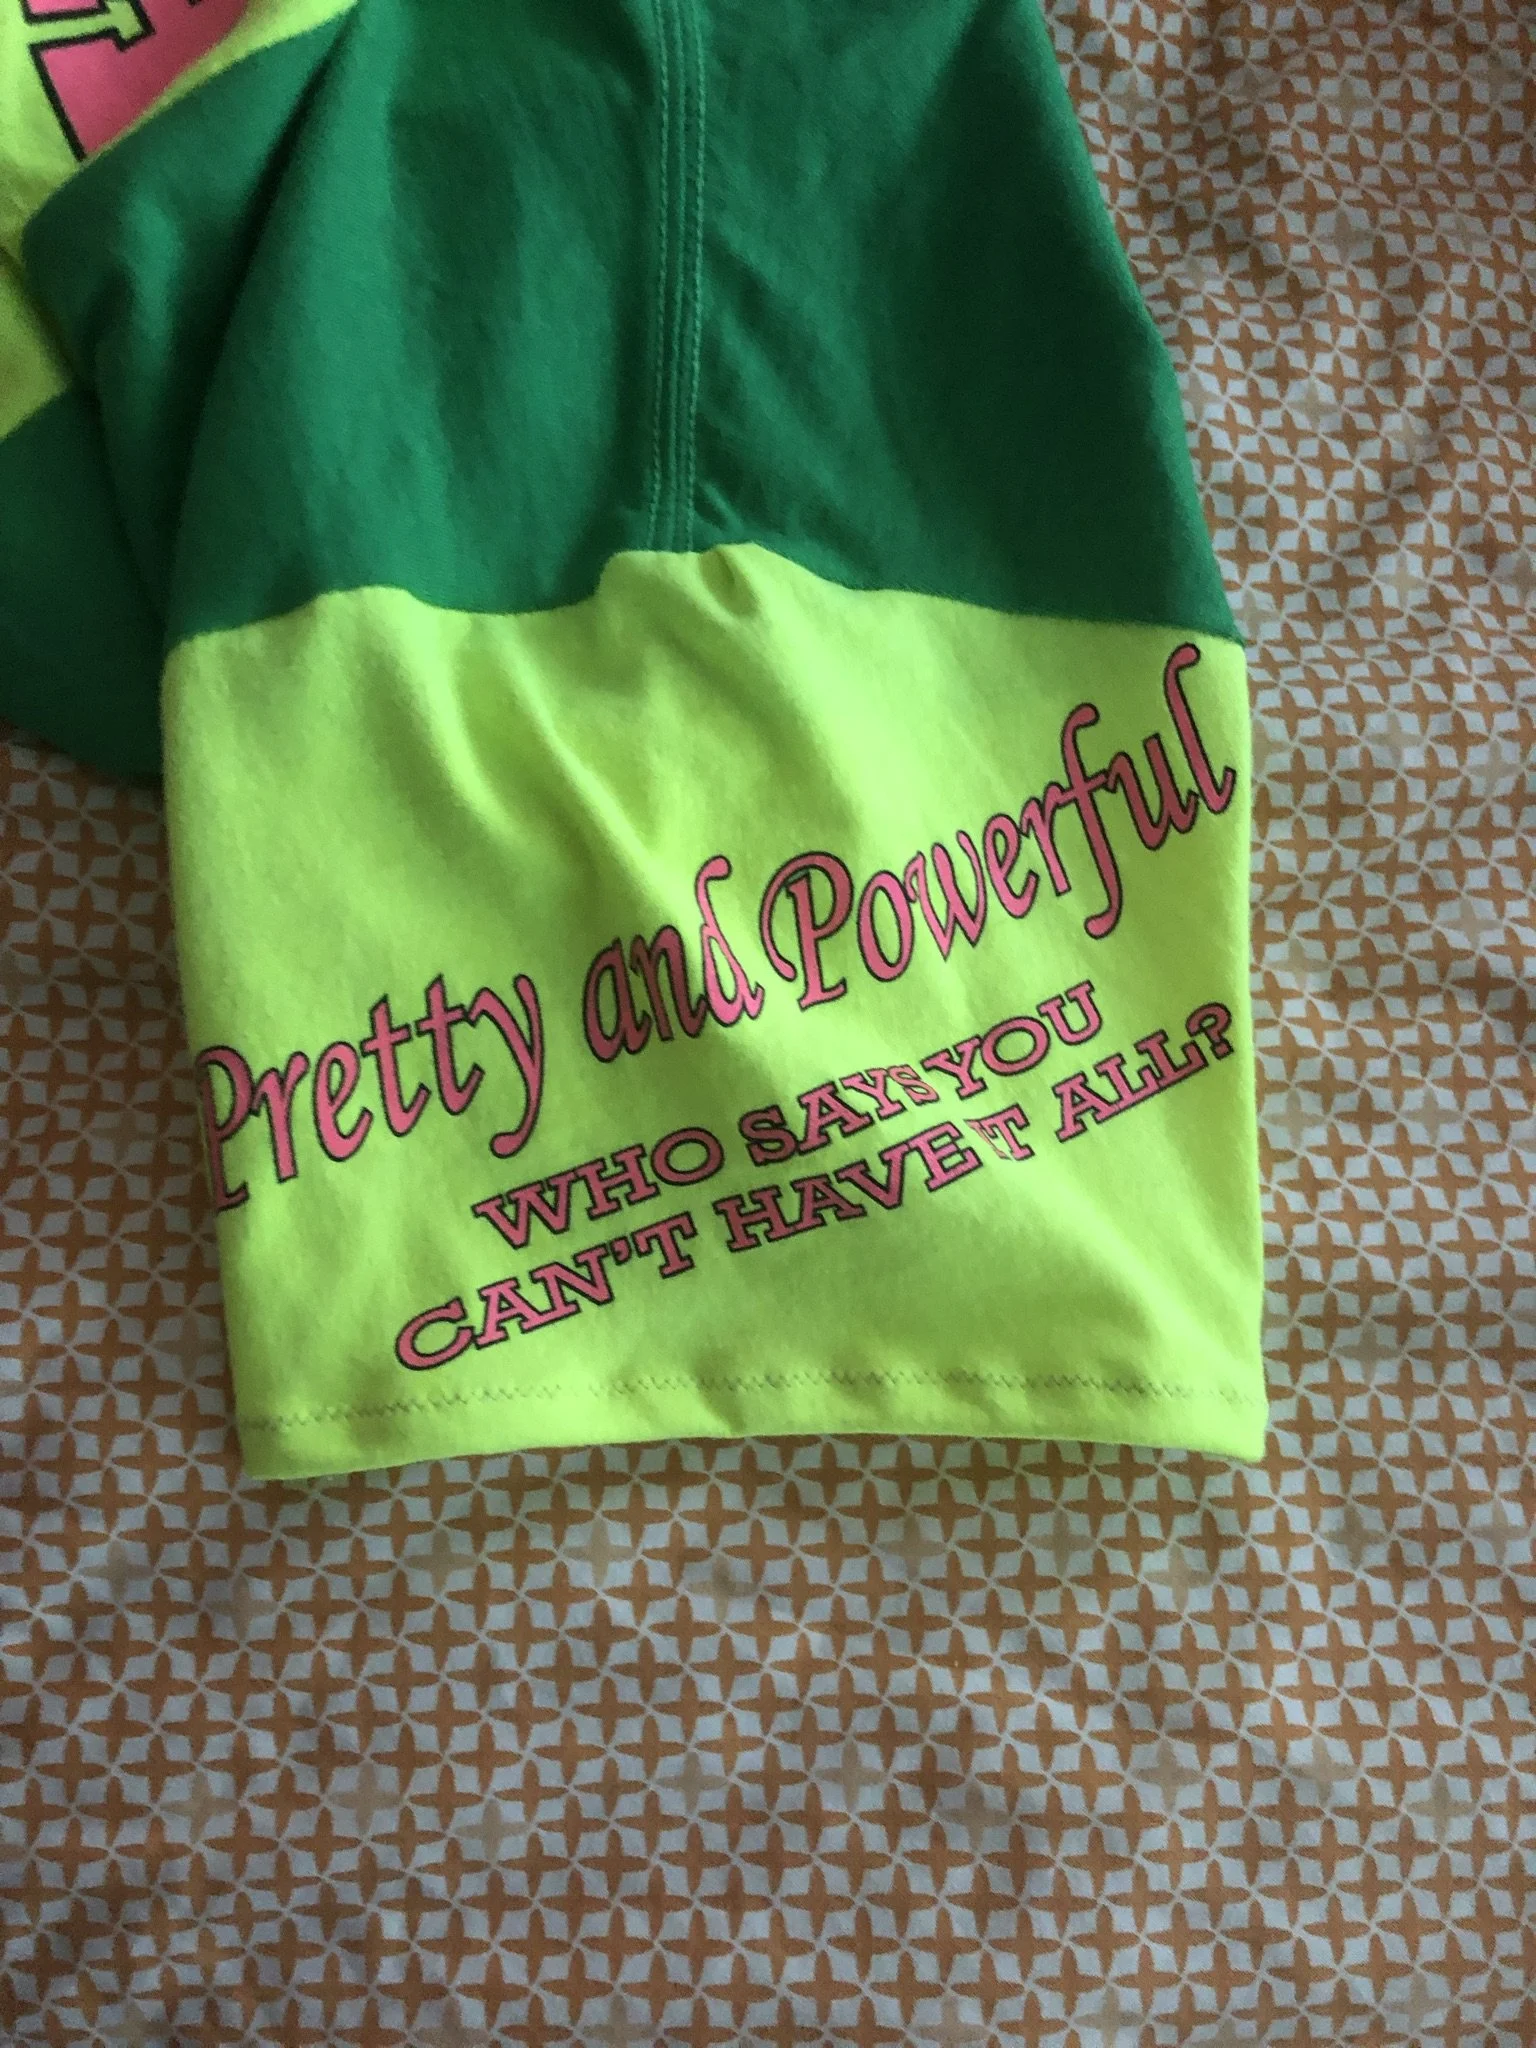 Pretty and Powerful
WHO SAYS YOU
CAN'T HAVE IT ALL?